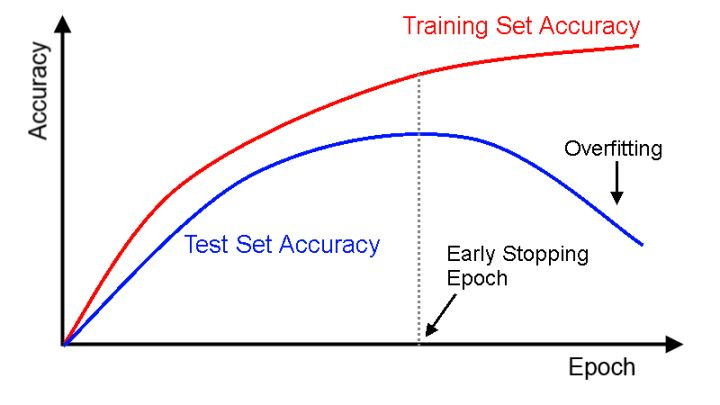 Training Set Accuracy
Accuracy
Overfitting
Test Set Accuracy
Early Stopping
Epoch
Epoch